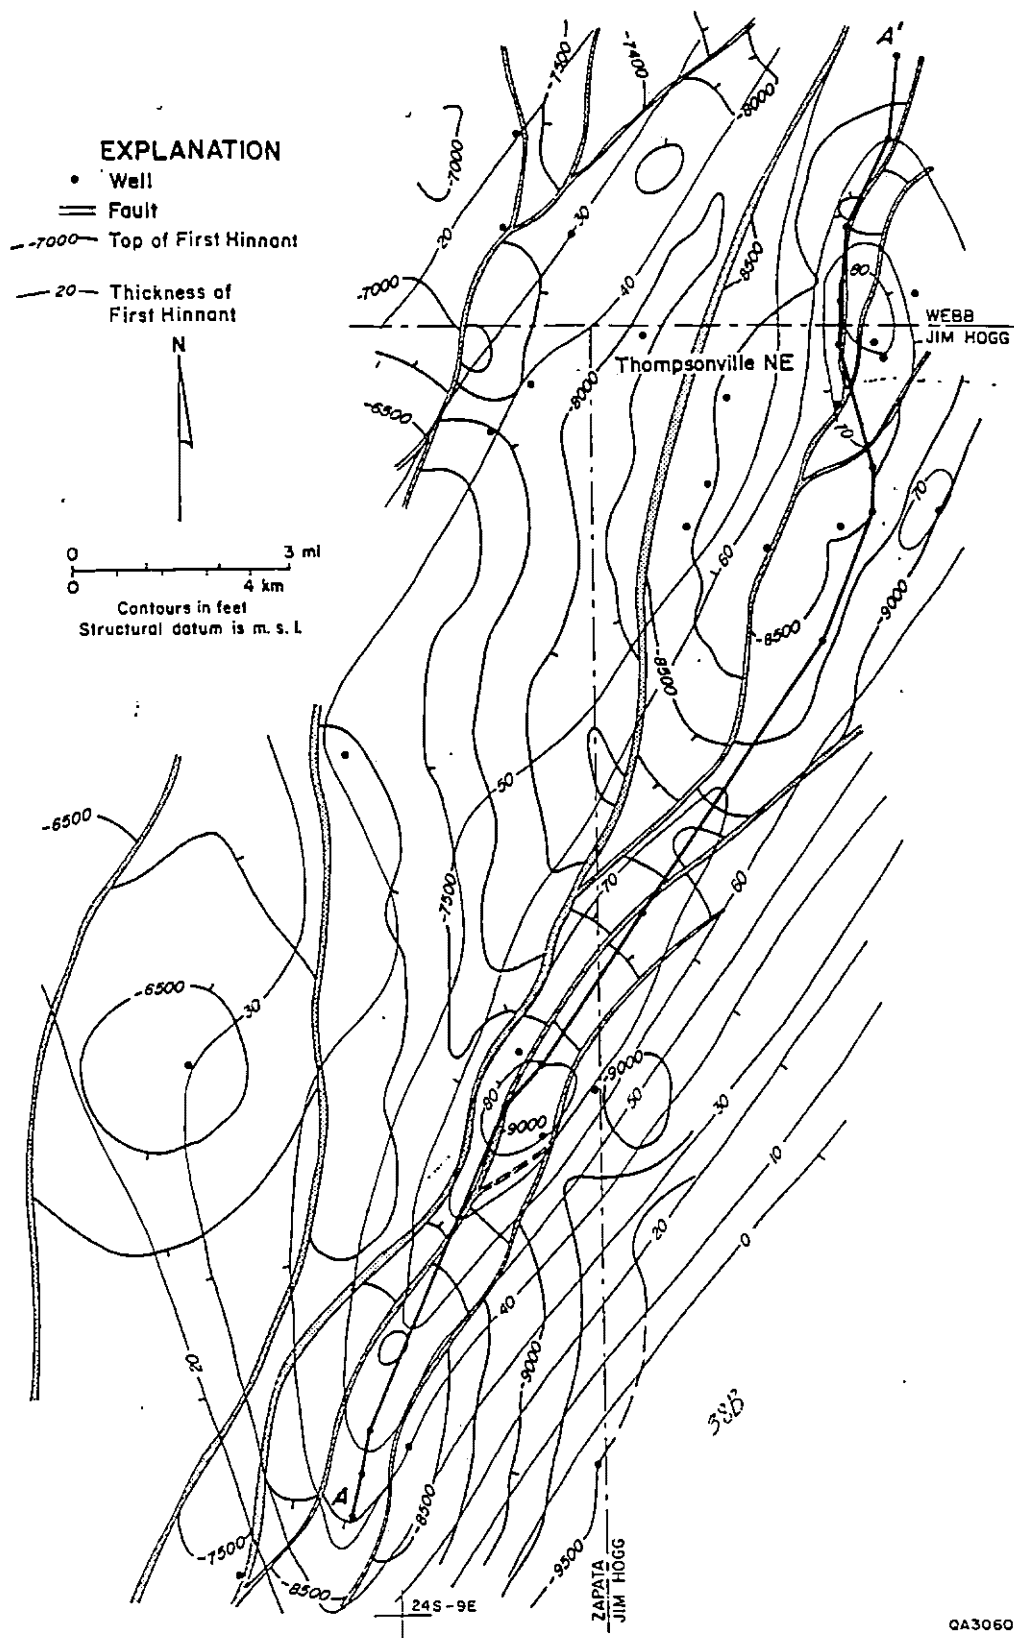 A'
-7500
-7400
-8000
EXPLANATION
Well
Fault
-7000 Top of First Hinnant
20 Thickness of
First Hinnant
-7000
20
30
40
-8500
80
-7000
WEBB
JIM HOGG
Thompsonville NE
N
-8000
-6500
70
70
0 3 mi
0 4 km
Contours in feet
Structural datum is m. s. l.
60
-9000
-8500
-8500
50
-6500
-7500
70
60
-6500
30
-9000
80
50
30
-9000
10
20
0
40
-9000
20
38B
A
-8500
-7500
-8500
-9500
ZAPATA
JIM HOGG
24S-9E
QA3060